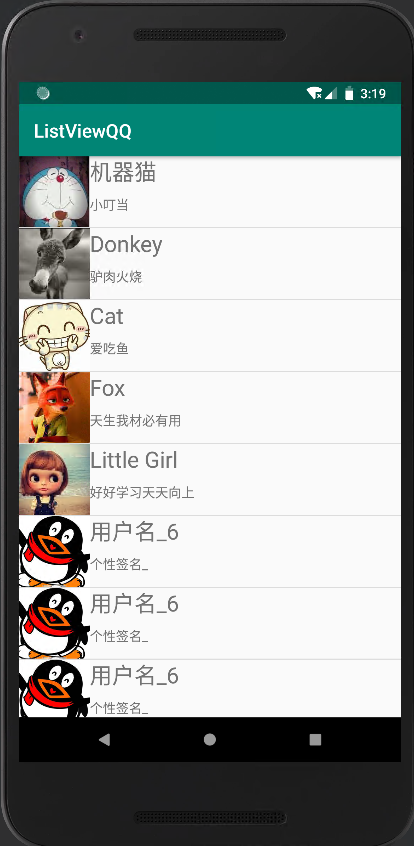 3:19
ListViewQQ
机器猫
小叮当
Donkey
驴肉火烧
Cat
爱吃鱼
Fox
天生我材必有用
Little Girl
好好学习天天向上
用户名_6
个性签名_
用户名_6
个性签名_
用户名_6
个性签名_